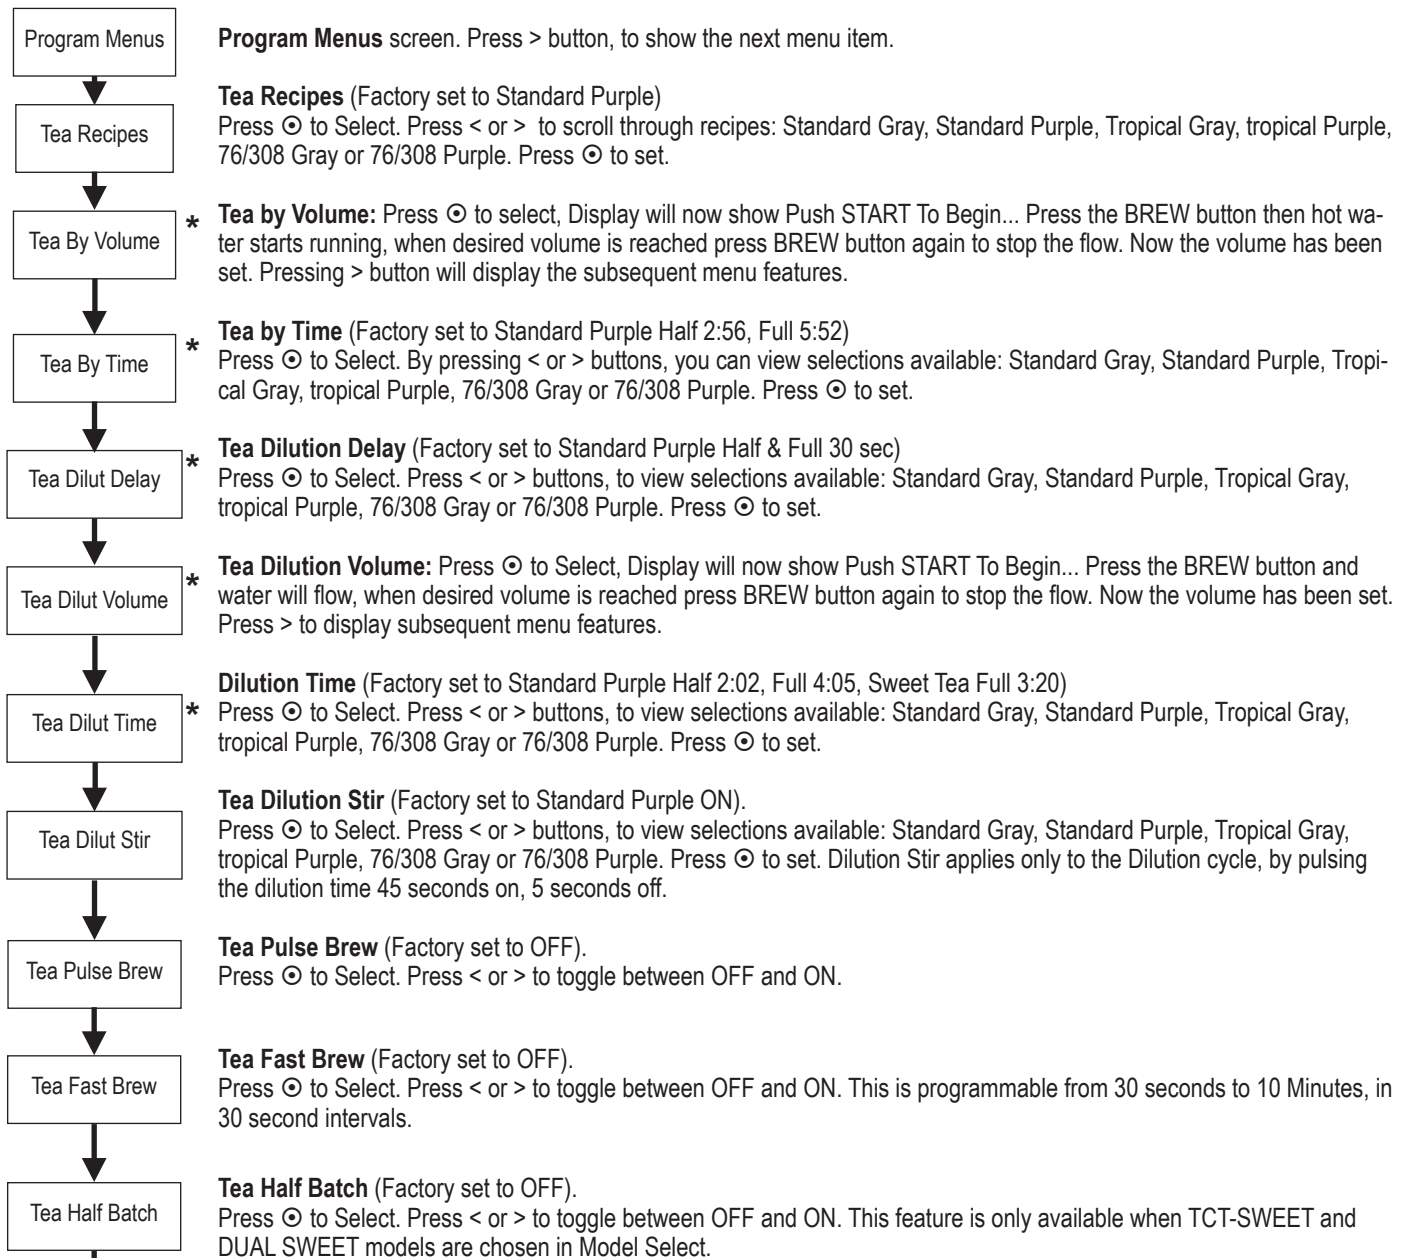 Program Menus
Program Menus screen. Press > button, to show the next menu item.
Tea Recipes
Tea Recipes (Factory set to Standard Purple)
Press ⊙ to Select. Press < or > to scroll through recipes: Standard Gray, Standard Purple, Tropical Gray, tropical Purple,
76/308 Gray or 76/308 Purple. Press ⊙ to set.
Tea By Volume
*
Tea by Volume: Press ⊙ to select, Display will now show Push START To Begin... Press the BREW button then hot wa-
ter starts running, when desired volume is reached press BREW button again to stop the flow. Now the volume has been
set. Pressing > button will display the subsequent menu features.
Tea By Time
*
Tea by Time (Factory set to Standard Purple Half 2:56, Full 5:52)
Press ⊙ to Select. By pressing < or > buttons, you can view selections available: Standard Gray, Standard Purple, Tropi-
cal Gray, tropical Purple, 76/308 Gray or 76/308 Purple. Press ⊙ to set.
Tea Dilut Delay
*
Tea Dilution Delay (Factory set to Standard Purple Half & Full 30 sec)
Press ⊙ to Select. Press < or > buttons, to view selections available: Standard Gray, Standard Purple, Tropical Gray,
tropical Purple, 76/308 Gray or 76/308 Purple. Press ⊙ to set.
Tea Dilut Volume
*
Tea Dilution Volume: Press ⊙ to Select, Display will now show Push START To Begin... Press the BREW button and
water will flow, when desired volume is reached press BREW button again to stop the flow. Now the volume has been set.
Press > to display subsequent menu features.
Tea Dilut Time
*
Dilution Time (Factory set to Standard Purple Half 2:02, Full 4:05, Sweet Tea Full 3:20)
Press ⊙ to Select. Press < or > buttons, to view selections available: Standard Gray, Standard Purple, Tropical Gray,
tropical Purple, 76/308 Gray or 76/308 Purple. Press ⊙ to set.
Tea Dilut Stir
Tea Dilution Stir (Factory set to Standard Purple ON).
Press ⊙ to Select. Press < or > buttons, to view selections available: Standard Gray, Standard Purple, Tropical Gray,
tropical Purple, 76/308 Gray or 76/308 Purple. Press ⊙ to set. Dilution Stir applies only to the Dilution cycle, by pulsing
the dilution time 45 seconds on, 5 seconds off.
Tea Pulse Brew
Tea Pulse Brew (Factory set to OFF).
Press ⊙ to Select. Press < or > to toggle between OFF and ON.
Tea Fast Brew
Tea Fast Brew (Factory set to OFF).
Press ⊙ to Select. Press < or > to toggle between OFF and ON. This is programmable from 30 seconds to 10 Minutes, in
30 second intervals.
Tea Half Batch
Tea Half Batch (Factory set to OFF).
Press ⊙ to Select. Press < or > to toggle between OFF and ON. This feature is only available when TCT-SWEET and
DUAL SWEET models are chosen in Model Select.